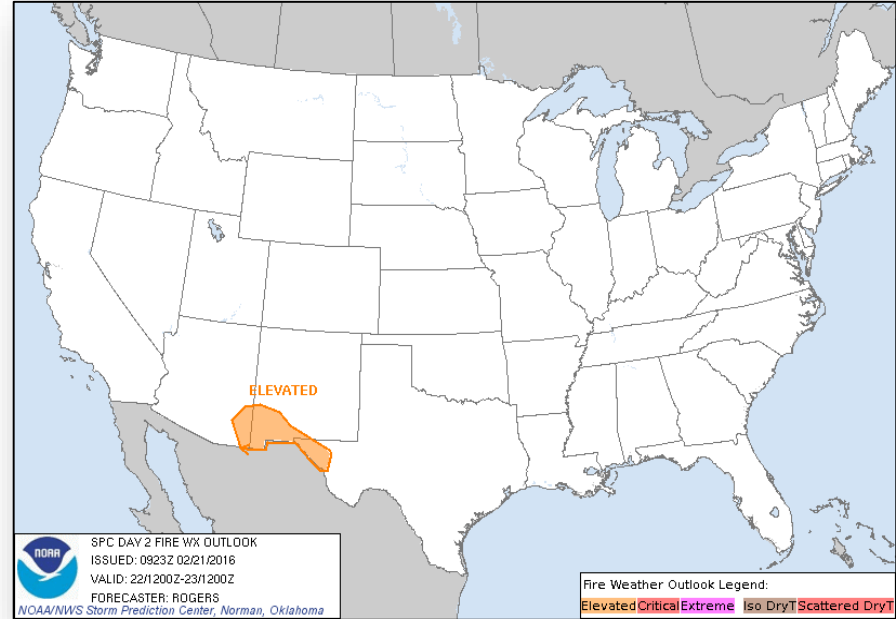 ELEVATED
SPC DAY 2 FIRE WX OUTLOOK
ISSUED: 0923Z 02/21/2016
VALID: 22/1200Z-23/1200Z
FORECASTER: ROGERS
NOAA/NWS Storm Prediction Center, Norman, Oklahoma
NOAA
Fire Weather Outlook Legend:
Elevated Critical Extreme Iso DryT Scattered DryT